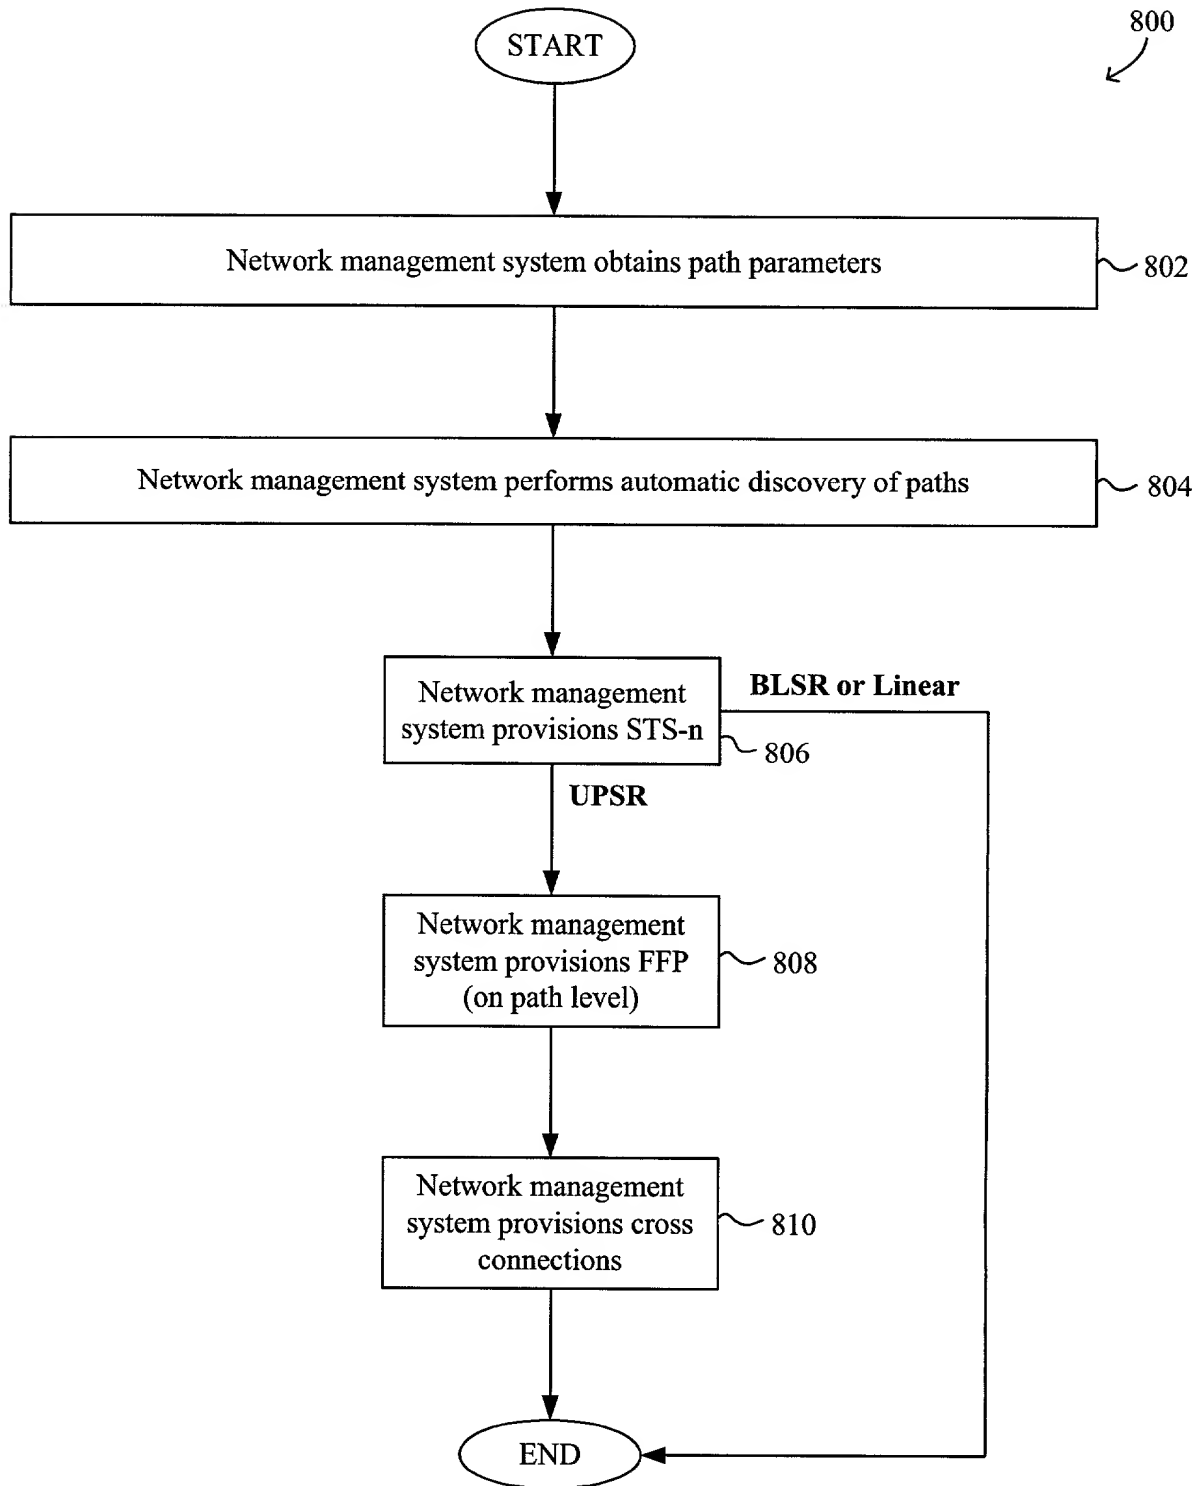 START
800
Network management system obtains path parameters
802
Network management system performs automatic discovery of paths
804
Network management
system provisions STS-n
806
BLSR or Linear
UPSR
Network management
system provisions FFP
(on path level)
808
Network management
system provisions cross
connections
810
END